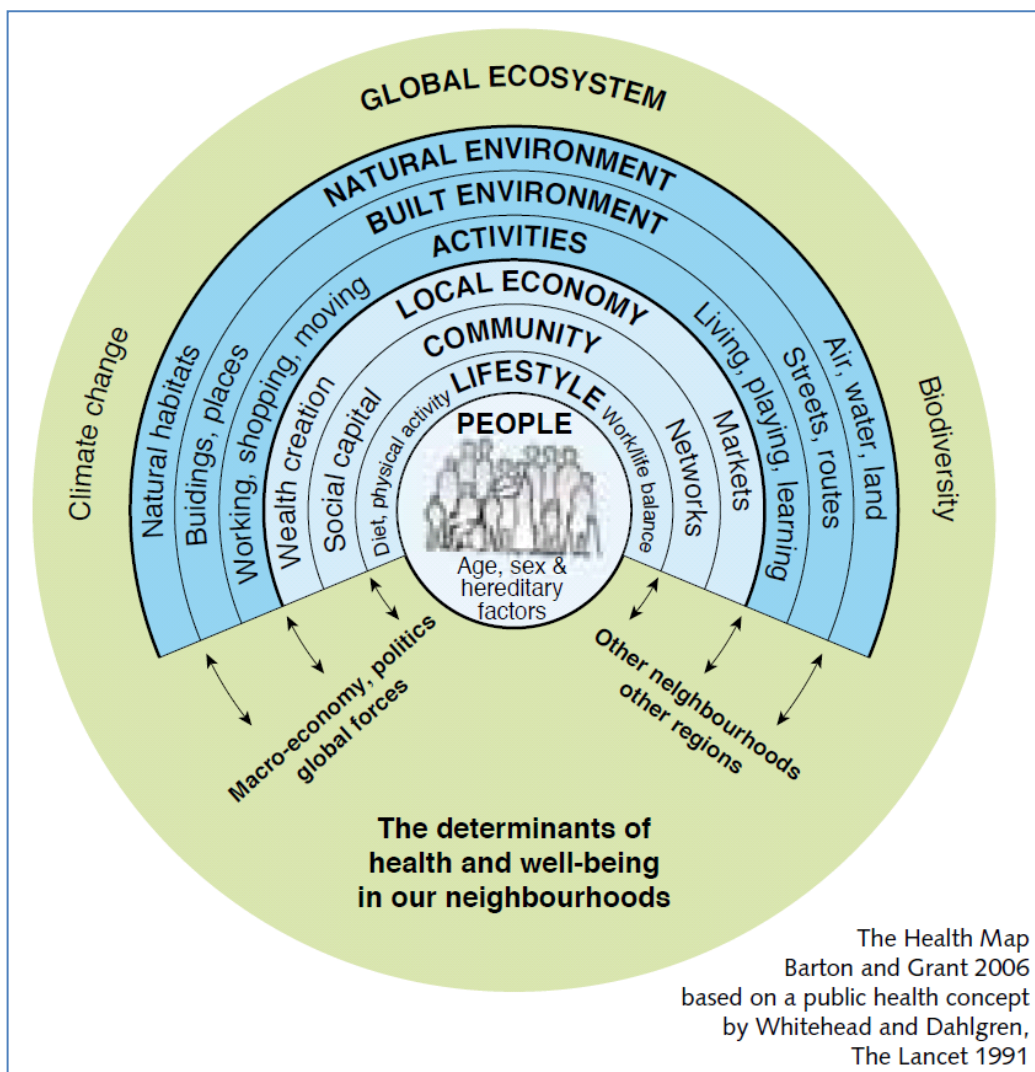 GLOBAL ECOSYSTEM
NATURAL ENVIRONMENT
BUILT ENVIRONMENT
ACTIVITIES
LOCAL ECONOMY
COMMUNITY
LIFESTYLE
PEOPLE
Age, sex &
hereditary
factors
Climate change
Natural habitats
Buidings, places
Working, shopping, moving
Wealth creation
Social capital
Diet, physical activity
Work/life balance
Networks
Markets
Living, playing, learning
Streets, routes
Air, water, land
Biodiversity
Macro-economy, politics
global forces
Other neighbourhoods
other regions
The determinants of
health and well-being
in our neighbourhoods
The Health Map
Barton and Grant 2006
based on a public health concept
by Whitehead and Dahlgren,
The Lancet 1991